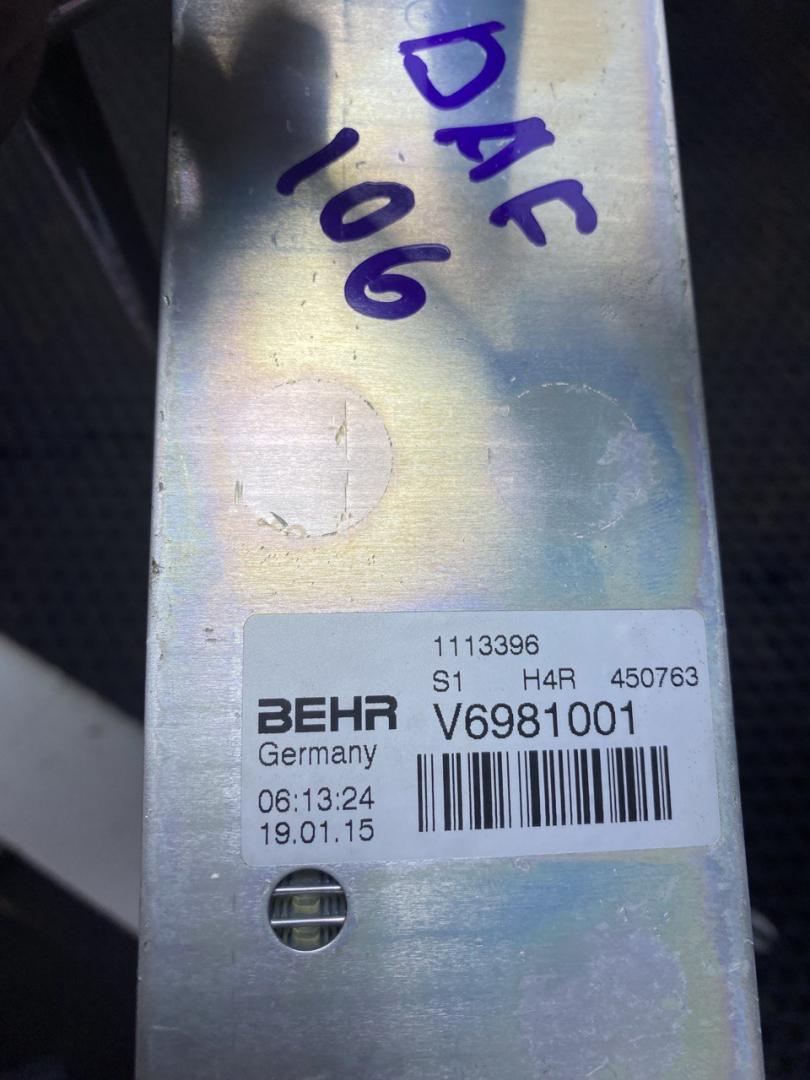 DAF
106
1113396
S1 H4R 450763
BEHR V6981001
Germany
06:13:24
19.01.15